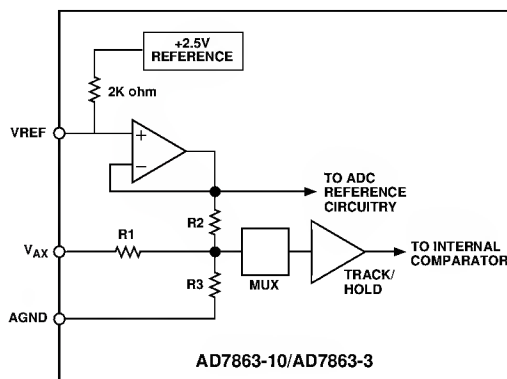 +2.5V
REFERENCE
2K ohm
VREF
+
−
TO ADC
REFERENCE
CIRCUITRY
R2
R1
VAX
TO INTERNAL
COMPARATOR
R3
MUX
TRACK/
HOLD
AGND
AD7863-10/AD7863-3